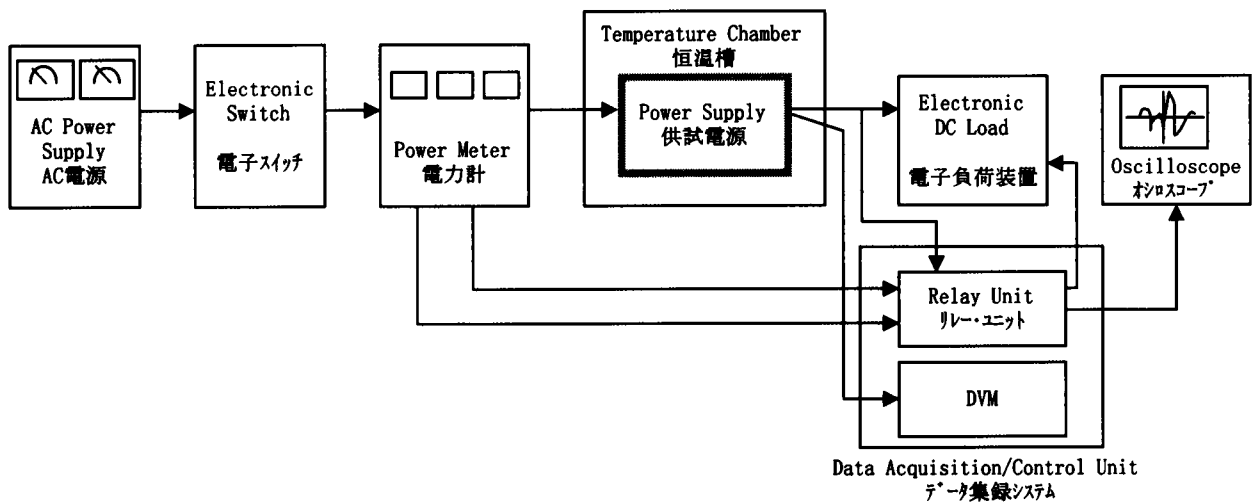 AC Power
Supply
AC電源
Electronic
Switch
電子スイッチ
Power Meter
電力計
Temperature Chamber
恒温槽
Power Supply
供試電源
Electronic
DC Load
電子負荷装置
Oscilloscope
オシロスコープ
Relay Unit
リレー・ユニット
DVM
Data Acquisition/Control Unit
データ集録システム